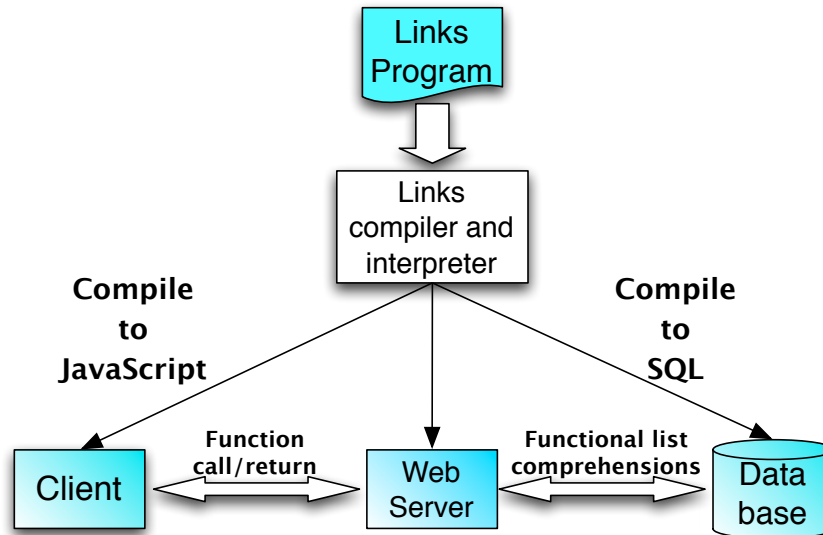 Links
Program
Links
compiler and
interpreter
Compile
to
JavaScript
Compile
to
SQL
Function
call/return
Functional list
comprehensions
Client
Web
Server
Data
base